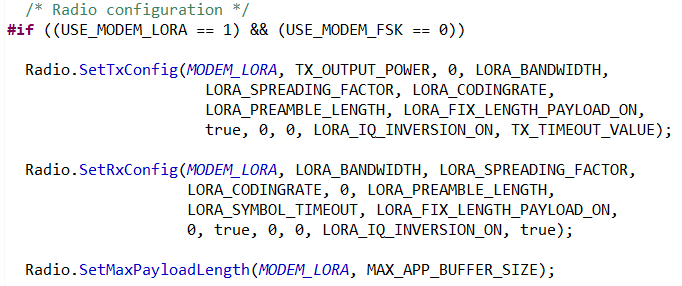 /* Radio configuration */
#if ((USE_MODEM_LORA == 1) && (USE_MODEM_FSK == 0))
Radio.SetTxConfig(MODEM_LORA, TX_OUTPUT_POWER, 0, LORA_BANDWIDTH,
LORA_SPREADING_FACTOR, LORA_CODINGRATE,
LORA_PREAMBLE_LENGTH, LORA_FIX_LENGTH_PAYLOAD_ON,
true, 0, 0, LORA_IQ_INVERSION_ON, TX_TIMEOUT_VALUE);
Radio.SetRxConfig(MODEM_LORA, LORA_BANDWIDTH, LORA_SPREADING_FACTOR,
LORA_CODINGRATE, 0, LORA_PREAMBLE_LENGTH,
LORA_SYMBOL_TIMEOUT, LORA_FIX_LENGTH_PAYLOAD_ON,
0, true, 0, 0, LORA_IQ_INVERSION_ON, true);
Radio.SetMaxPayloadLength(MODEM_LORA, MAX_APP_BUFFER_SIZE);